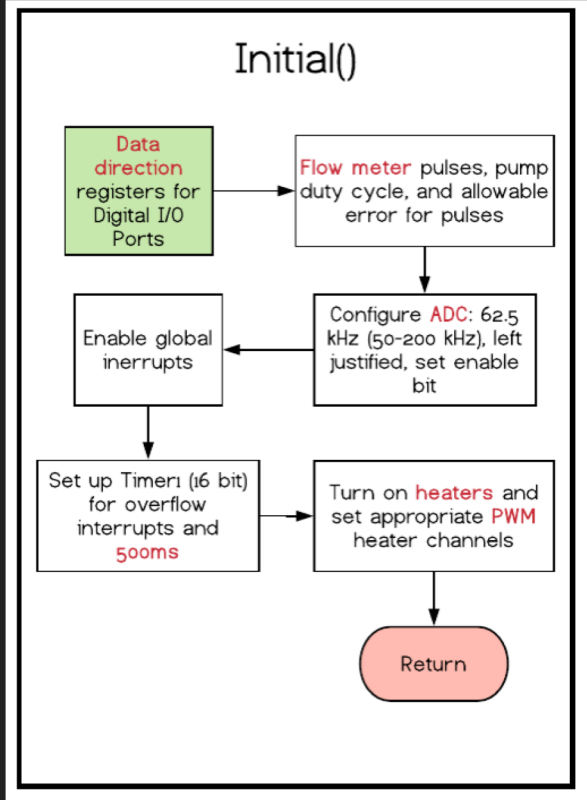 Initial()
Data
direction
registers for
Digital I/O
Ports
Flow meter pulses, pump
duty cycle, and allowable
error for pulses
Configure ADC: 62.5
kHz (50-200 kHz), left
justified, set enable
bit
Enable global
inerrupts
Set up Timer1 (16 bit)
for overflow
interrupts and
500ms
Turn on heaters and
set appropriate PWM
heater channels
Return